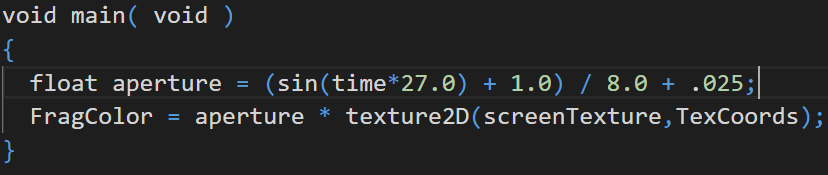 void main( void )
{
  float aperture = (sin(time*27.0) + 1.0) / 8.0 + .025;
  FragColor = aperture * texture2D(screenTexture,TexCoords);
}